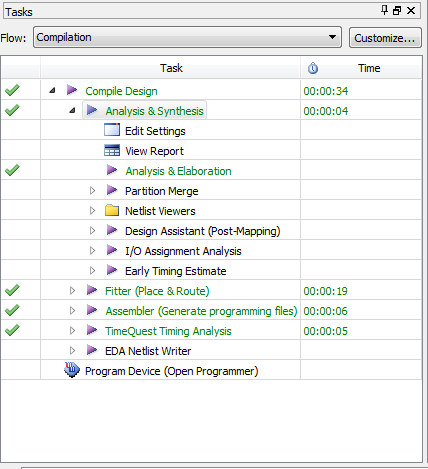 Tasks
Flow: Compilation Customize...
Task Time
Compile Design 00:00:34
Analysis & Synthesis 00:00:04
Edit Settings
View Report
Analysis & Elaboration
Partition Merge
Netlist Viewers
Design Assistant (Post-Mapping)
I/O Assignment Analysis
Early Timing Estimate
Fitter (Place & Route) 00:00:19
Assembler (Generate programming files) 00:00:06
TimeQuest Timing Analysis 00:00:05
EDA Netlist Writer
Program Device (Open Programmer)